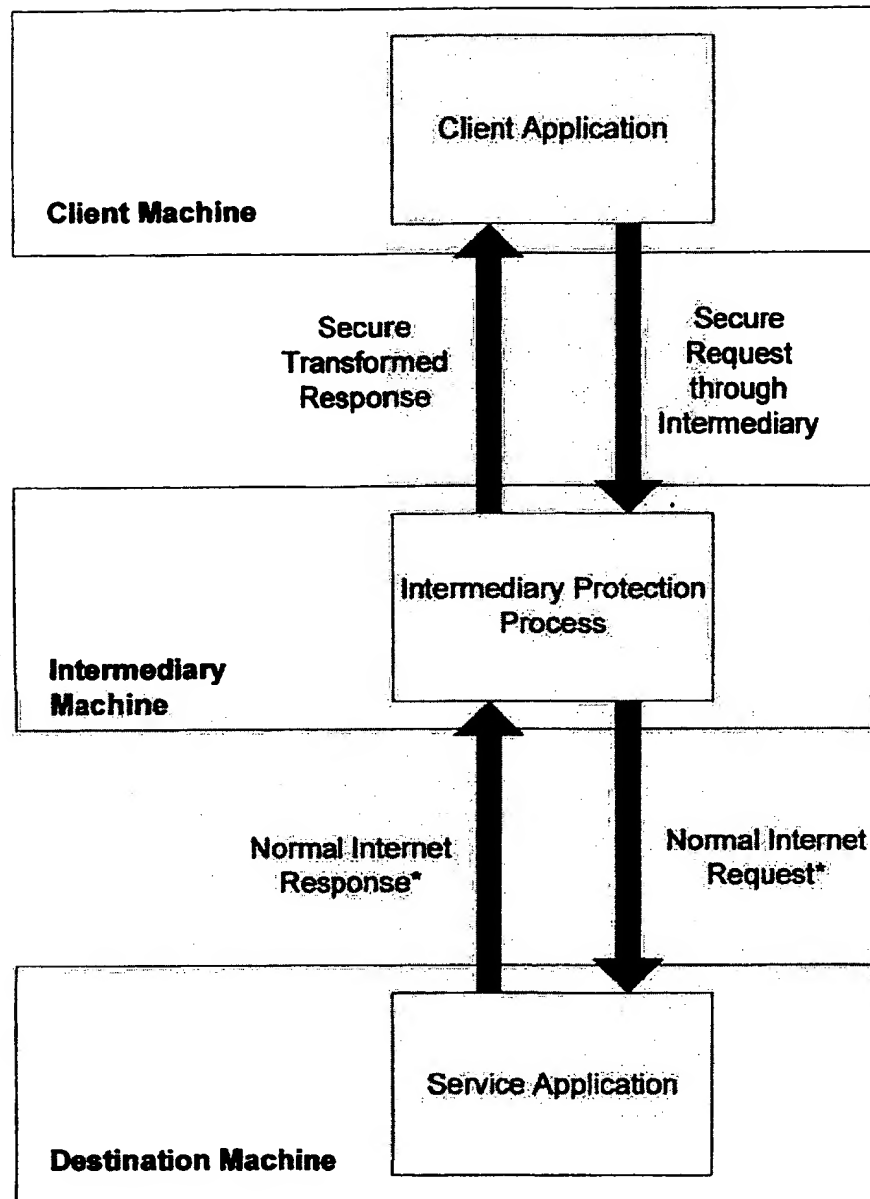 Client Application
Client Machine
Secure
Transformed
Response
Secure
Request
through
Intermediary
Intermediary Protection
Process
Intermediary
Machine
Normal Internet
Response*
Normal Internet
Request*
Service Application
Destination Machine